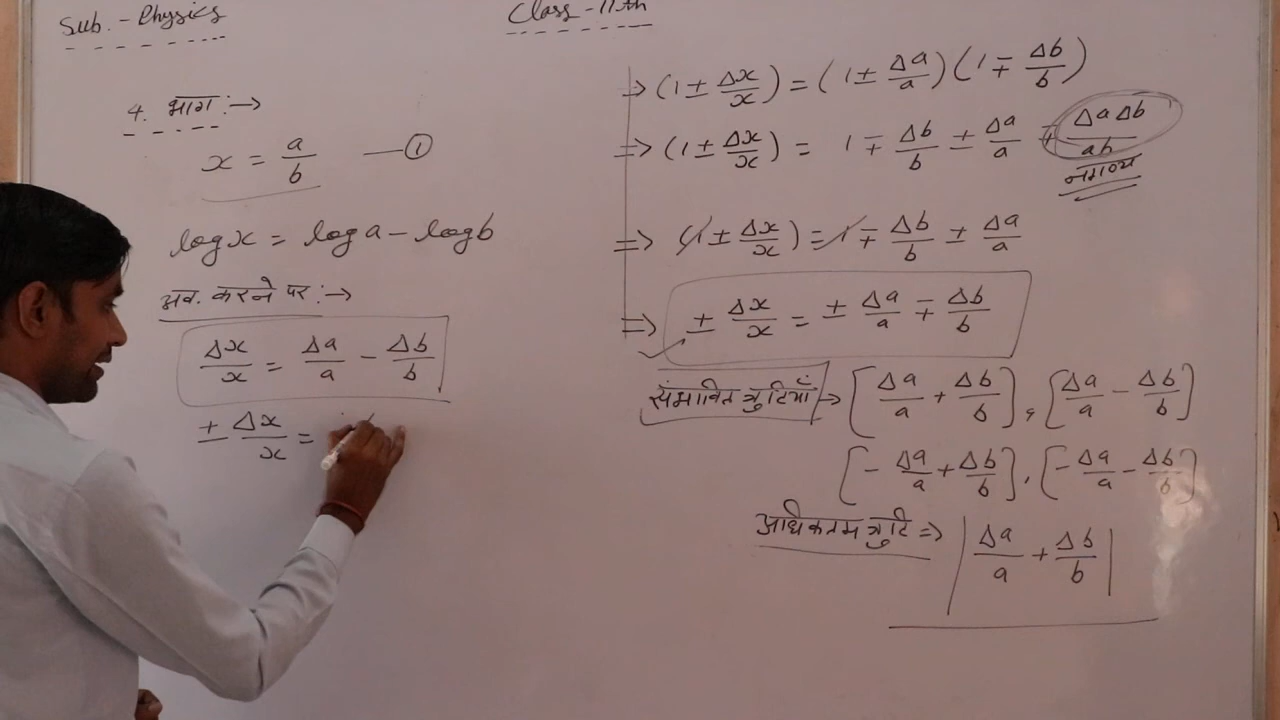 Sub. - Physics
Class - 11th
4. भाग :→
x = a/b —①
log x = log a - log b
अव. करने पर :→
Δx/x = Δa/a - Δb/b
± Δx/x =
⇒ (1 ± Δx/x) = (1 ± Δa/a) (1 ∓ Δb/b)
⇒ (1 ± Δx/x) = 1 ∓ Δb/b ± Δa/a ∓ ΔaΔb/ab
नगण्य
⇒ (1 ± Δx/x) = 1 ∓ Δb/b ± Δa/a
⇒ ± Δx/x = ± Δa/a ∓ Δb/b
संभावित त्रुटियां → [Δa/a + Δb/b], [Δa/a - Δb/b]
[-Δa/a + Δb/b], [-Δa/a - Δb/b]
अधिकतम त्रुटि ⇒ |Δa/a + Δb/b|